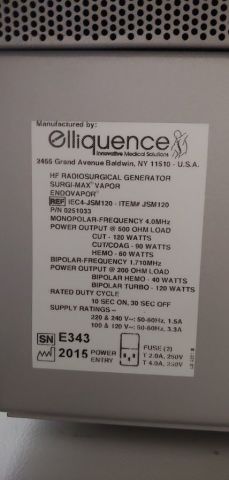 Manufactured by:
elliquence
Innovative Medical Solutions
2455 Grand Avenue Baldwin, NY 11510 - U.S.A.
HF RADIOSURGICAL GENERATOR
SURGI-MAX® VAPOR
ENDOVAPOR®
REF IEC4-JSM120 - ITEM# JSM120
P/N 0251033
MONOPOLAR-FREQUENCY 4.0MHz
POWER OUTPUT @ 500 OHM LOAD
CUT - 120 WATTS
CUT/COAG - 90 WATTS
HEMO - 60 WATTS
BIPOLAR-FREQUENCY 1.710MHz
POWER OUTPUT @ 200 OHM LOAD
BIPOLAR HEMO - 40 WATTS
BIPOLAR TURBO - 120 WATTS
RATED DUTY CYCLE
10 SEC ON, 30 SEC OFF
SUPPLY RATINGS~
220 & 240 V~: 50-60Hz, 1.5A
100 & 120 V~: 50-60Hz, 3.3A
SN E343
2015 POWER ENTRY
FUSE (2)
T 2.0A, 250V
T 4.0A, 250V